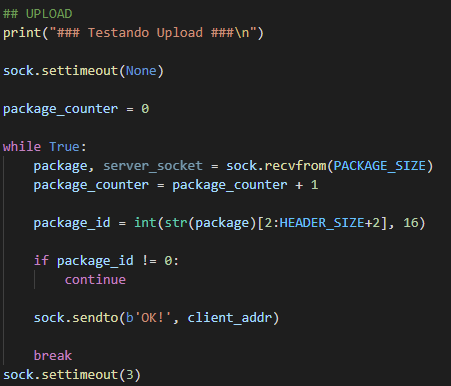 ## UPLOAD
print("### Testando Upload ###\n")
sock.settimeout(None)
package_counter = 0
while True:
    package, server_socket = sock.recvfrom(PACKAGE_SIZE)
    package_counter = package_counter + 1
    package_id = int(str(package)[2:HEADER_SIZE+2], 16)
    if package_id != 0:
        continue
    sock.sendto(b'OK!', client_addr)
    break
sock.settimeout(3)